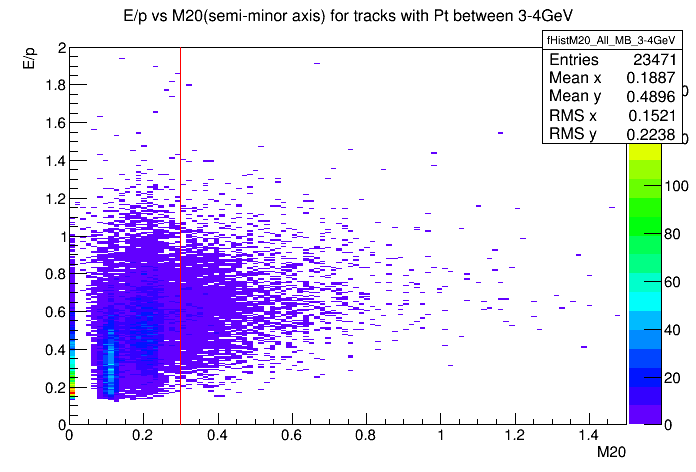 E/p vs M20(semi-minor axis) for tracks with Pt between 3-4GeV
fHistM20_All_MB_3-4GeV
Entries 23471
Mean x 0.1887
Mean y 0.4896
RMS x 0.1521
RMS y 0.2238
E/p
2
1.8
1.6
1.4
1.2
1
0.8
0.6
0.4
0.2
0
0 0.2 0.4 0.6 0.8 1 1.2 1.4
M20
100
80
60
40
20
0